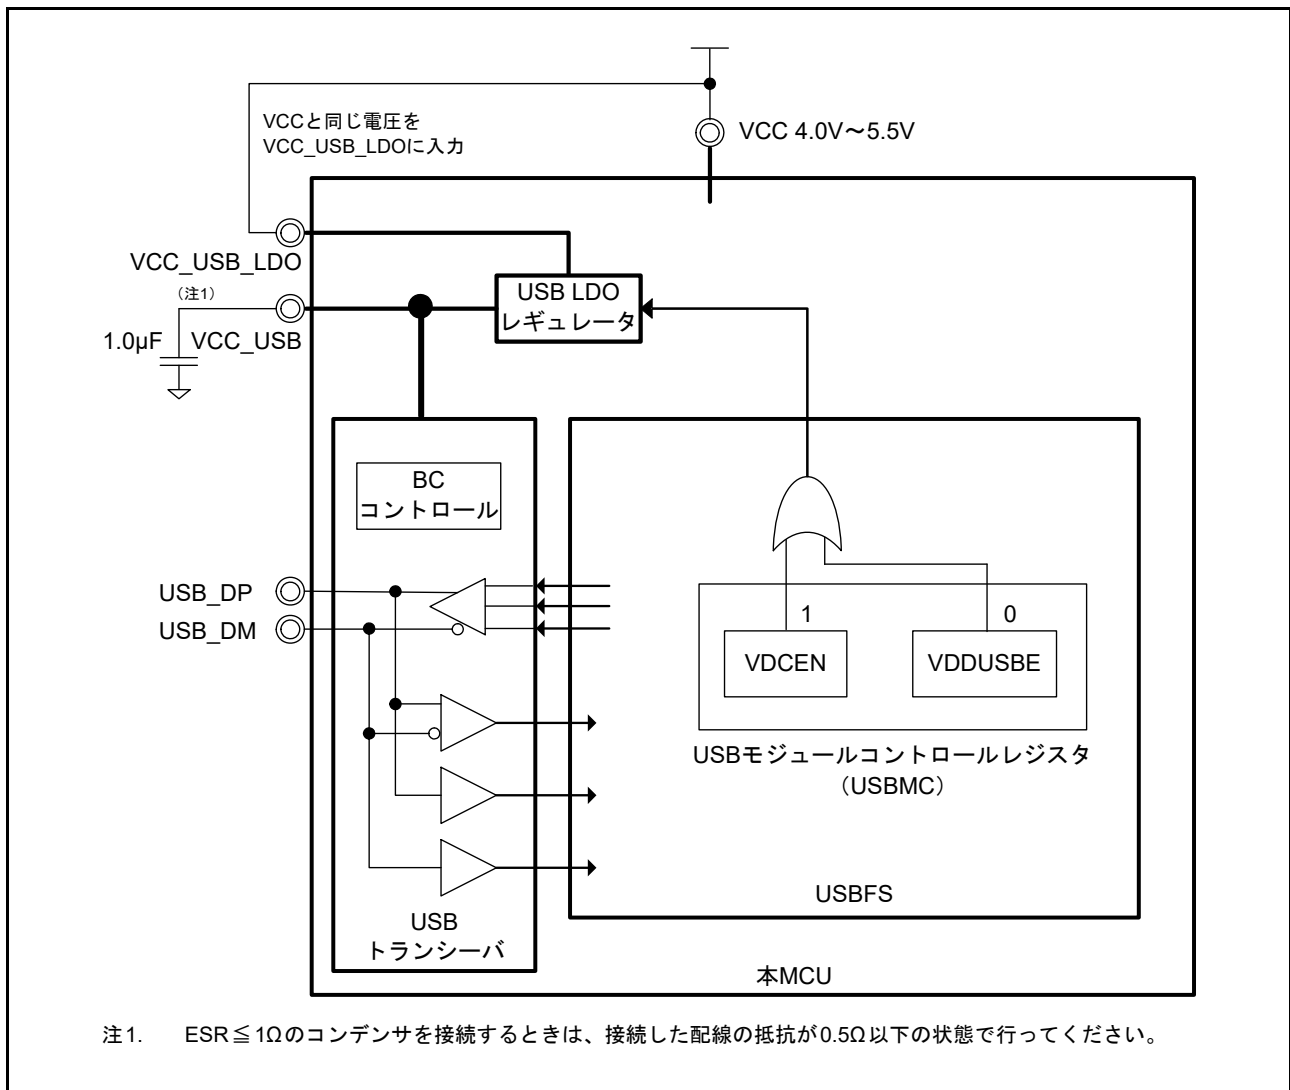 VCCと同じ電圧を
VCC_USB_LDOに入力
VCC 4.0V～5.5V
VCC_USB_LDO
（注1）
1.0µF
VCC_USB
USB LDO
レギュレータ
BC
コントロール
USB_DP
USB_DM
1
0
VDCEN
VDDUSBE
USBモジュールコントロールレジスタ
（USBMC）
USBFS
USB
トランシーバ
本MCU
注1. ESR≦1Ωのコンデンサを接続するときは、接続した配線の抵抗が0.5Ω以下の状態で行ってください。